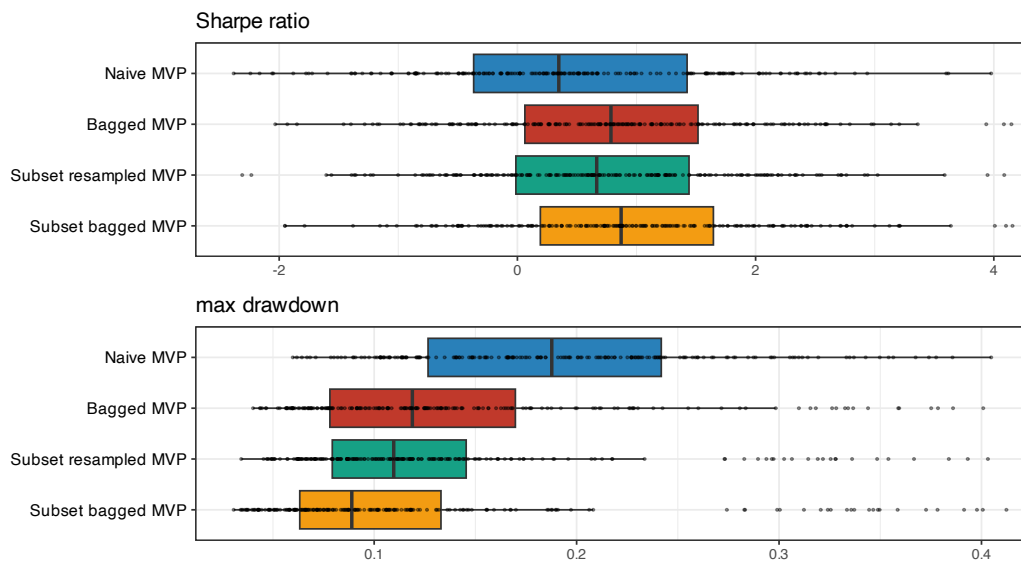 Sharpe ratio
Naive MVP
Bagged MVP
Subset resampled MVP
Subset bagged MVP
-2 0 2 4
max drawdown
Naive MVP
Bagged MVP
Subset resampled MVP
Subset bagged MVP
0.1 0.2 0.3 0.4